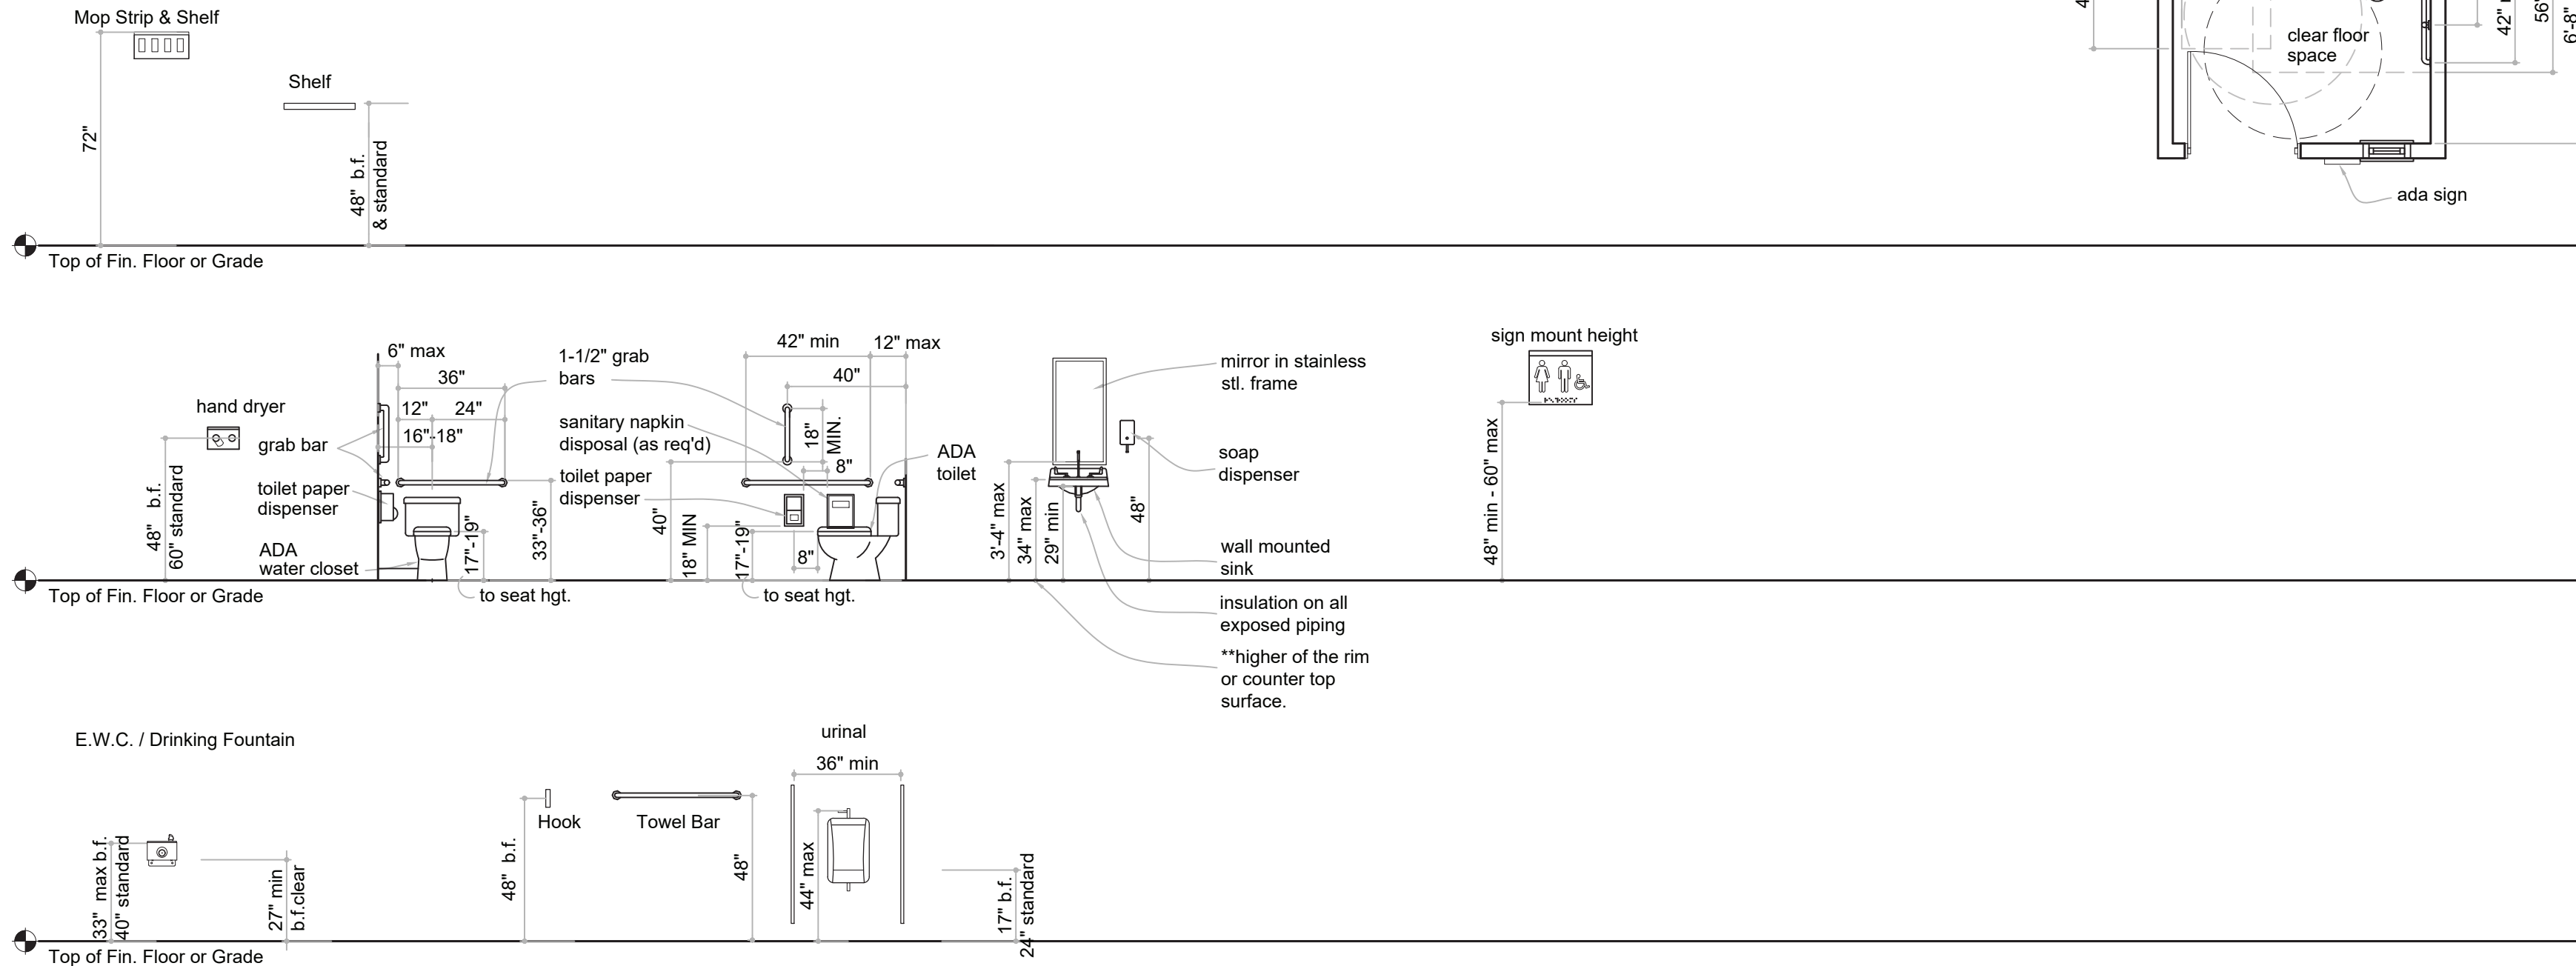 Mop Strip & Shelf
72"
Shelf
48"  b.f.
& standard
clear floor
space
42"
56"
6'-8"
ada sign
Top of Fin. Floor or Grade
hand dryer
48"  b.f.
60" standard
grab bar
toilet paper
dispenser
ADA
water closet
6" max
36"
12"
24"
16"-18"
17"-19"
to seat hgt.
33"-36"
1-1/2" grab
bars
sanitary napkin
disposal (as req'd)
toilet paper
dispenser
42" min
12" max
40"
18"
MIN.
8"
40"
18" MIN
17"-19"
8"
to seat hgt.
ADA
toilet
3'-4" max
34" max
29" min
48"
mirror in stainless
stl. frame
soap
dispenser
wall mounted
sink
insulation on all
exposed piping
**higher of the rim
or counter top
surface.
sign mount height
48" min - 60" max
Top of Fin. Floor or Grade
E.W.C. / Drinking Fountain
33"  max b.f.
40" standard
27" min
b.f.clear
48"  b.f.
Hook
Towel Bar
48"
urinal
36" min
44" max
17" b.f.
24" standard
Top of Fin. Floor or Grade